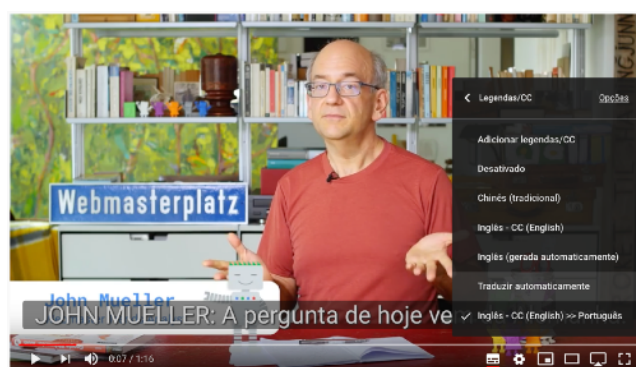 Legendas/CC Opções
Adicionar legendas/CC
Desativado
Chinês (tradicional)
Inglês - CC (English)
Inglês (gerada automaticamente)
Traduzir automaticamente
Inglês - CC (English) >> Português
Webmasterplatz
John Mueller
JOHN MUELLER: A pergunta de hoje ve
0:07 / 1:16